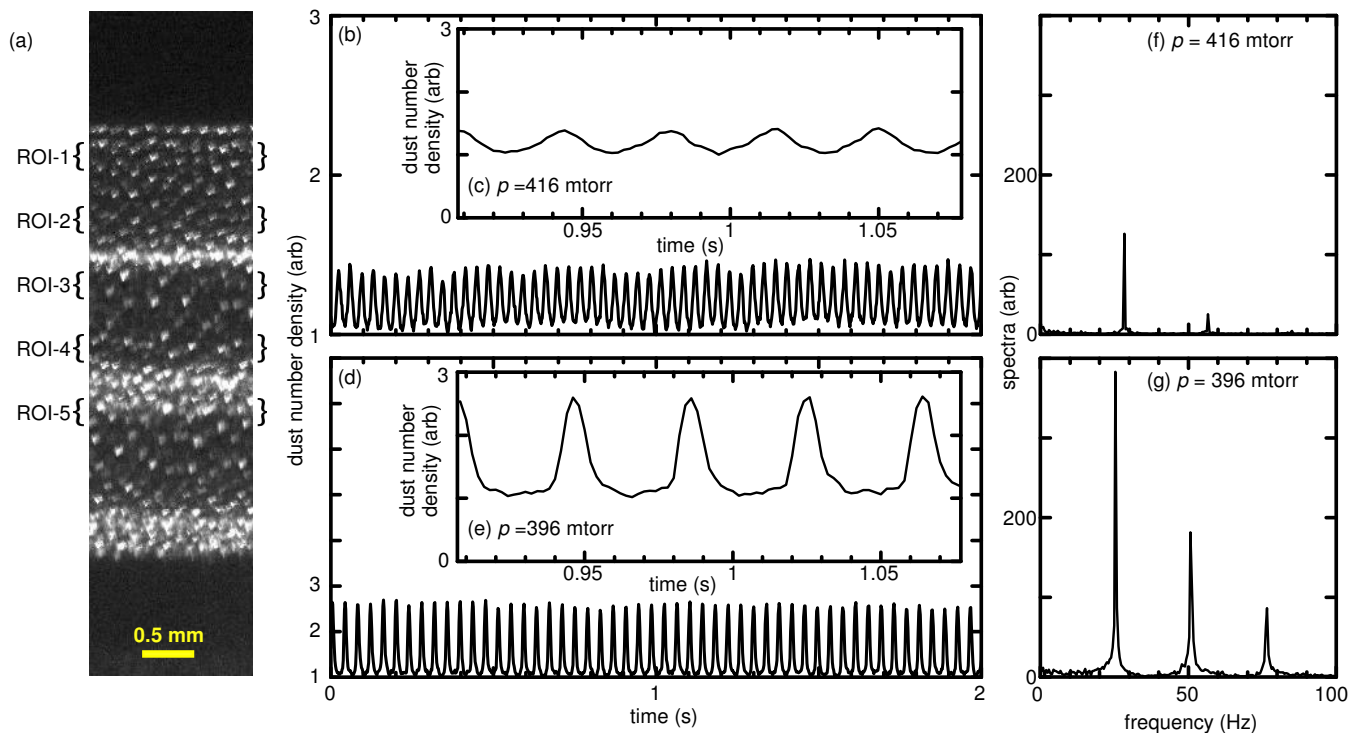 (a)
ROI-1
ROI-2
ROI-3
ROI-4
ROI-5
0.5 mm
dust number density (arb)
3
2
1
(b)
dust number
density (arb)
3
0
(c) p =416 mtorr
0.95
1
1.05
time (s)
3
2
1
(d)
dust number
density (arb)
3
0
(e) p =396 mtorr
0.95
1
1.05
time (s)
0
1
2
time (s)
spectra (arb)
(f) p = 416 mtorr
200
0
(g) p = 396 mtorr
200
0
0
50
100
frequency (Hz)